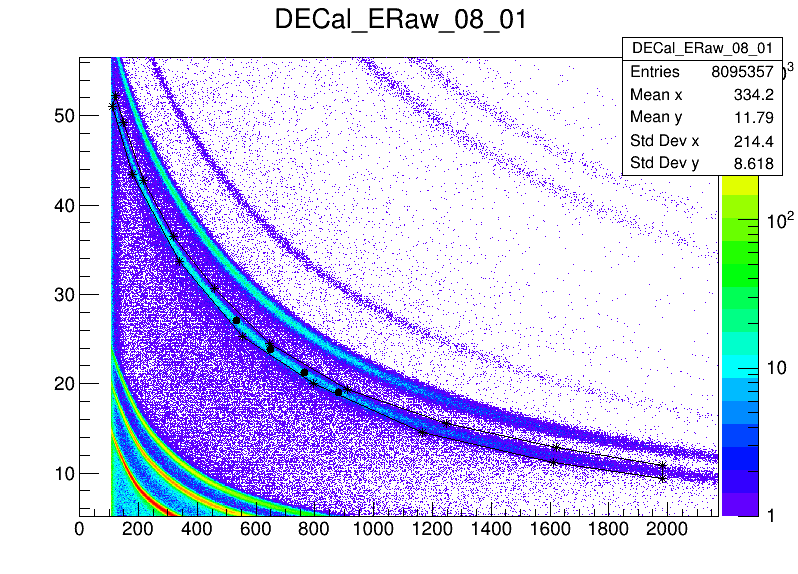 DECal_ERaw_08_01
DECal_ERaw_08_01
Entries 8095357
Mean x 334.2
Mean y 11.79
Std Dev x 214.4
Std Dev y 8.618
50
40
30
20
10
0 200 400 600 800 1000 1200 1400 1600 1800 2000
10²
10
1